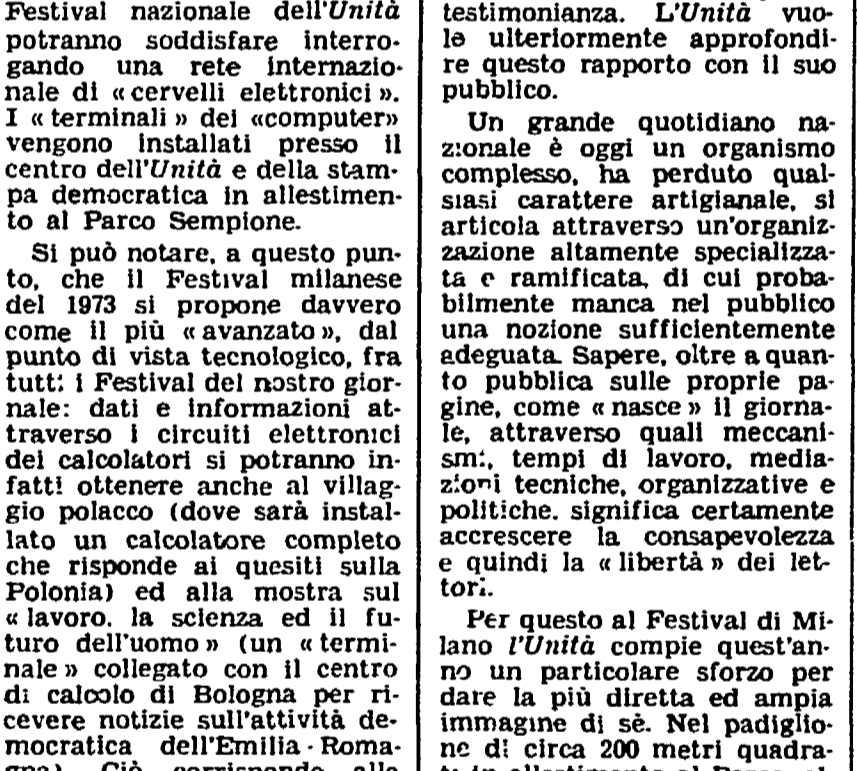 Festival nazionale dell'Unità
potranno soddisfare interro-
gando una rete internazio-
nale di « cervelli elettronici ».
I « terminali » dei «computer»
vengono installati presso il
centro dell'Unità e della stam-
pa democratica in allestimen-
to al Parco Sempione.
Si può notare, a questo pun-
to, che il Festival milanese
del 1973 si propone davvero
come il più « avanzato », dal
punto di vista tecnologico, fra
tutti i Festival del nostro gior-
nale: dati e informazioni at-
traverso i circuiti elettronici
dei calcolatori si potranno in-
fatti ottenere anche al villag-
gio polacco (dove sarà instal-
lato un calcolatore completo
che risponde ai quesiti sulla
Polonia) ed alla mostra sul
« lavoro, la scienza ed il fu-
turo dell'uomo » (un « termi-
nale » collegato con il centro
di calcolo di Bologna per ri-
cevere notizie sull'attività de-
mocratica dell'Emilia - Roma-
gna). Ciò corrisponde alla
testimonianza. L'Unità vuo-
le ulteriormente approfondi-
re questo rapporto con il suo
pubblico.
Un grande quotidiano na-
zionale è oggi un organismo
complesso, ha perduto qual-
siasi carattere artigianale, si
articola attraverso un'organiz-
zazione altamente specializza-
ta e ramificata, di cui proba-
bilmente manca nel pubblico
una nozione sufficientemente
adeguata. Sapere, oltre a quan-
to pubblica sulle proprie pa-
gine, come « nasce » il giorna-
le, attraverso quali meccani-
smi, tempi di lavoro, media-
zioni tecniche, organizzative e
politiche. significa certamente
accrescere la consapevolezza
e quindi la « libertà » dei let-
tori.
Per questo al Festival di Mi-
lano l'Unità compie quest'an-
no un particolare sforzo per
dare la più diretta ed ampia
immagine di sè. Nel padiglio-
ne di circa 200 metri quadra-
ti in allestimento al Parco